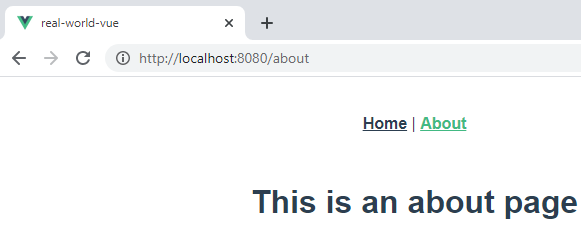 real-world-vue
http://localhost:8080/about
Home | About
This is an about page